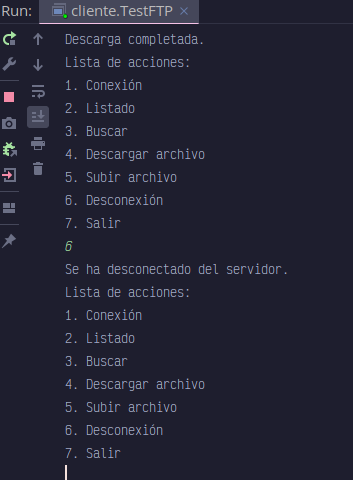 Run: cliente.TestFTP ×
Descarga completada.
Lista de acciones:
1. Conexión
2. Listado
3. Buscar
4. Descargar archivo
5. Subir archivo
6. Desconexión
7. Salir
6
Se ha desconectado del servidor.
Lista de acciones:
1. Conexión
2. Listado
3. Buscar
4. Descargar archivo
5. Subir archivo
6. Desconexión
7. Salir